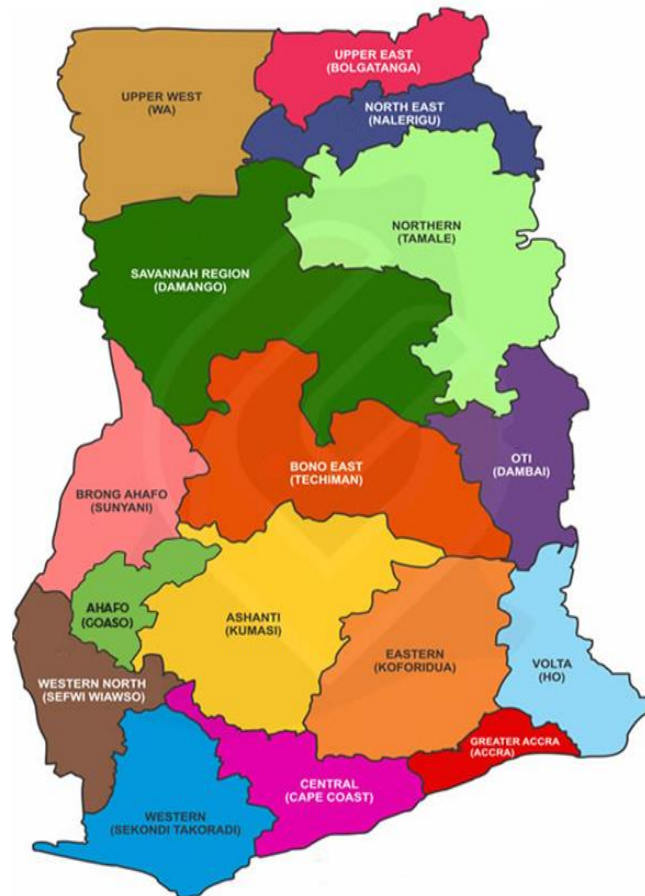 UPPER EAST
(BOLGATANGA)
UPPER WEST
(WA)
NORTH EAST
(NALERIGU)
NORTHERN
(TAMALE)
SAVANNAH REGION
(DAMANGO)
BONO EAST
(TECHIMAN)
OTI
(DAMBAI)
BRONG AHAFO
(SUNYANI)
AHAFO
(GOASO)
ASHANTI
(KUMASI)
EASTERN
(KOFORIDUA)
VOLTA
(HO)
WESTERN NORTH
(SEFWI WIAWSO)
GREATER ACCRA
(ACCRA)
CENTRAL
(CAPE COAST)
WESTERN
(SEKONDI TAKORADI)